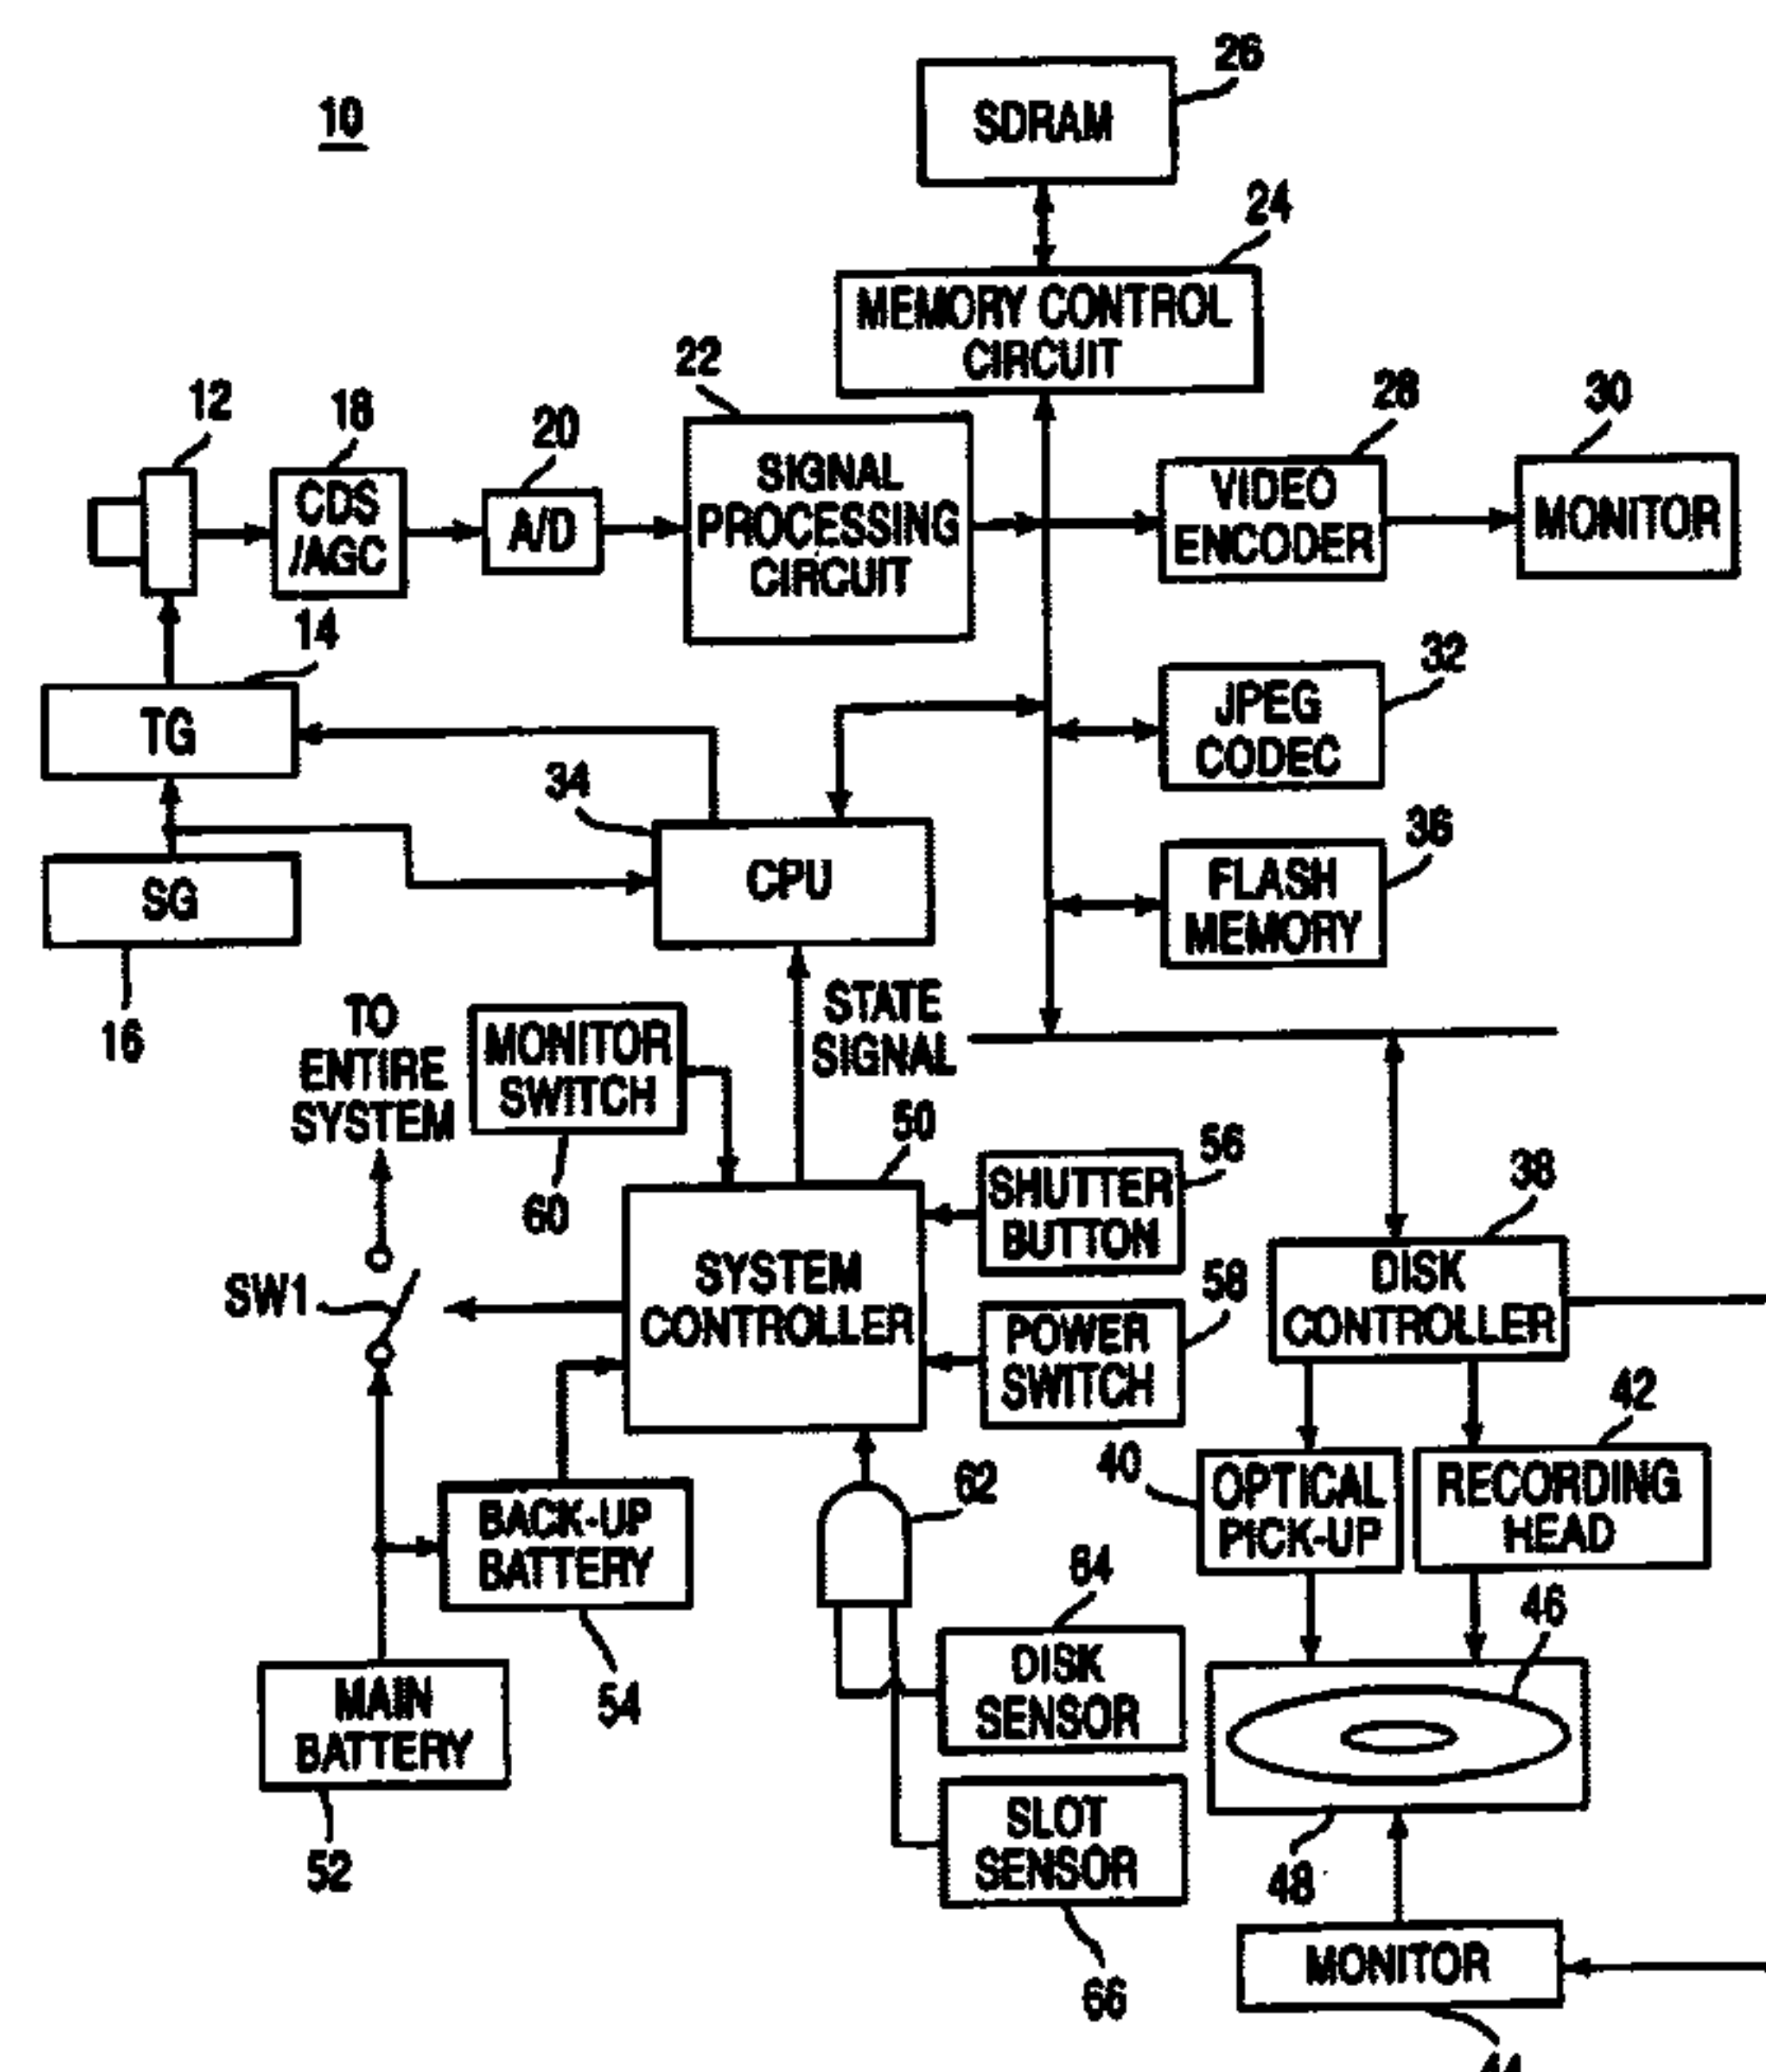 10
26
SDRAM
24
MEMORY CONTROL
CIRCUIT
22
12
18
20
28
30
CDS
/AGC
A/D
SIGNAL
PROCESSING
CIRCUIT
VIDEO
ENCODER
MONITOR
14
32
TG
JPEG
CODEC
34
36
SG
CPU
FLASH
MEMORY
16
TO
ENTIRE
SYSTEM
MONITOR
SWITCH
STATE
SIGNAL
50
56
60
SHUTTER
BUTTON
38
SW1
SYSTEM
CONTROLLER
58
DISK
CONTROLLER
POWER
SWITCH
42
40
62
OPTICAL
PICK-UP
RECORDING
HEAD
BACK-UP
BATTERY
64
46
54
DISK
SENSOR
MAIN
BATTERY
52
SLOT
SENSOR
48
66
MONITOR
44